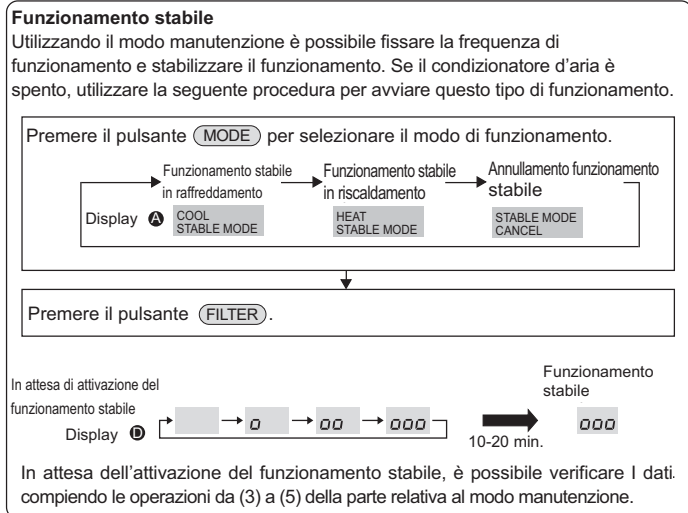 Funzionamento stabile
Utilizzando il modo manutenzione è possibile fissare la frequenza di
funzionamento e stabilizzare il funzionamento. Se il condizionatore d'aria è
spento, utilizzare la seguente procedura per avviare questo tipo di funzionamento.
Premere il pulsante MODE per selezionare il modo di funzionamento.
Funzionamento stabile
in raffreddamento
Funzionamento stabile
in riscaldamento
Annullamento funzionamento
stabile
Display A
COOL
STABLE MODE
HEAT
STABLE MODE
STABLE MODE
CANCEL
Premere il pulsante FILTER.
In attesa di attivazione del
funzionamento stabile
Display D
o
oo
ooo
10-20 min.
Funzionamento
stabile
ooo
In attesa dell'attivazione del funzionamento stabile, è possibile verificare I dati.
compiendo le operazioni da (3) a (5) della parte relativa al modo manutenzione.